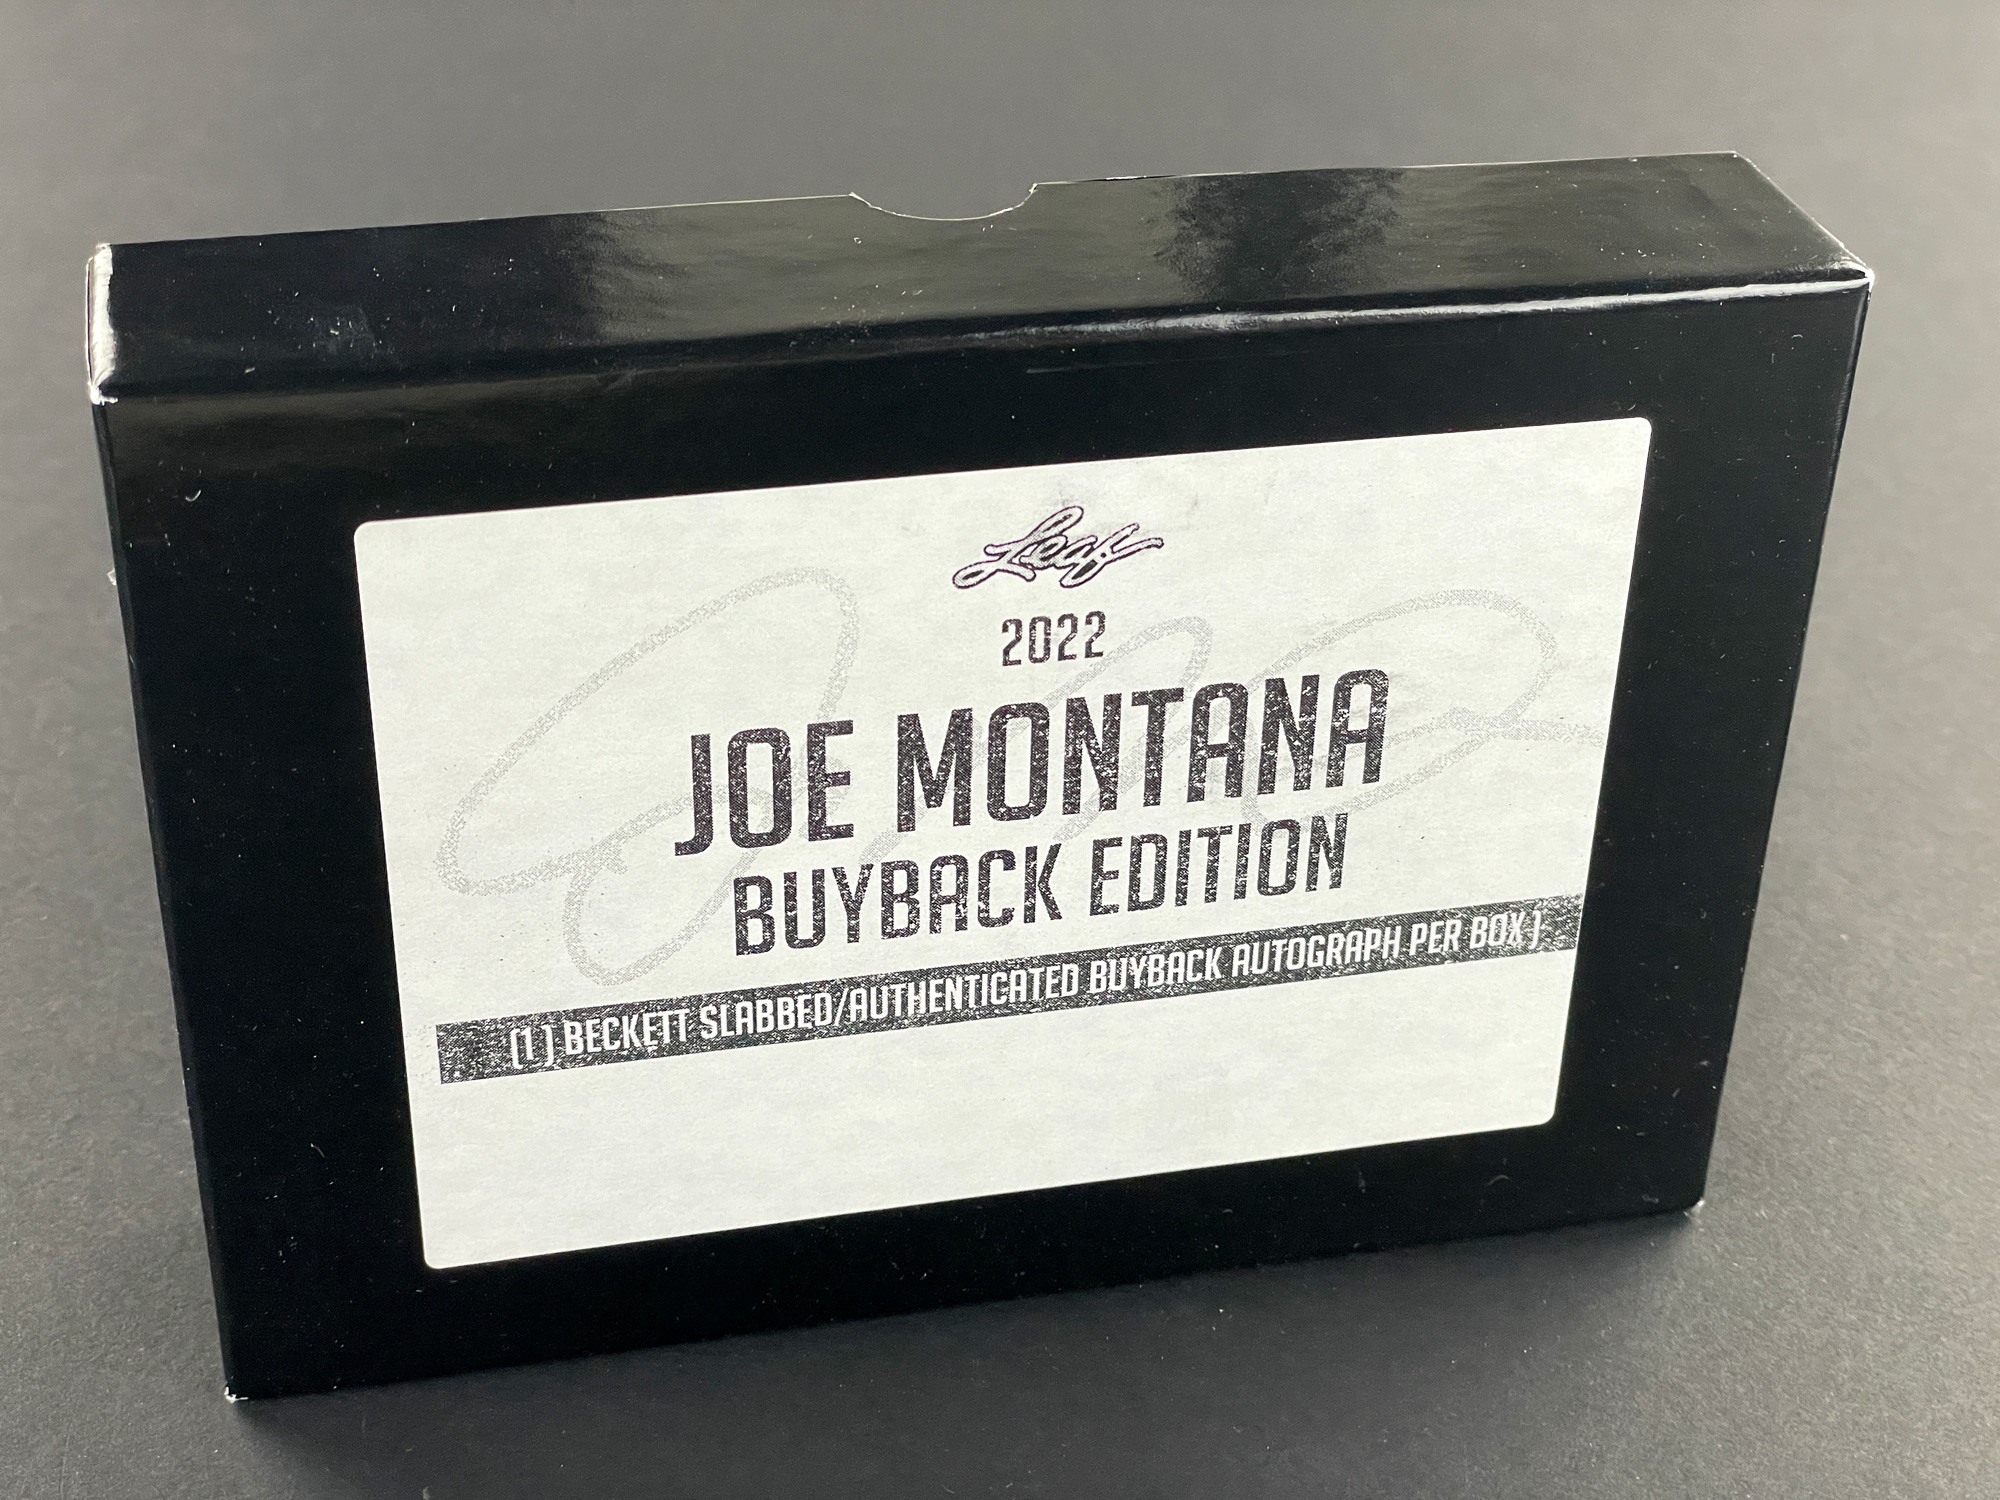 Leaf
2022
JOE MONTANA
BUYBACK EDITION
(1) BECKETT SLABBED/AUTHENTICATED BUYBACK AUTOGRAPH PER BOX )